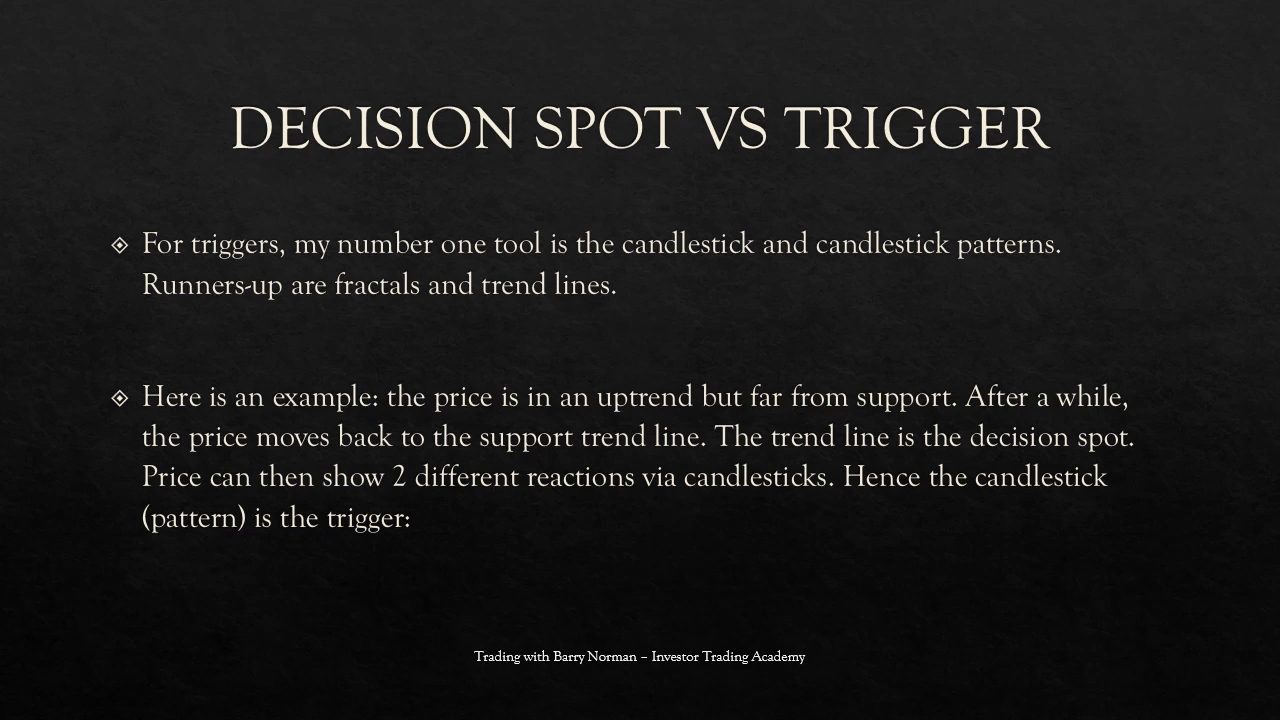 DECISION SPOT VS TRIGGER
For triggers, my number one tool is the candlestick and candlestick patterns.
Runners-up are fractals and trend lines.
Here is an example: the price is in an uptrend but far from support. After a while,
the price moves back to the support trend line. The trend line is the decision spot.
Price can then show 2 different reactions via candlesticks. Hence the candlestick
(pattern) is the trigger:
Trading with Barry Norman – Investor Trading Academy